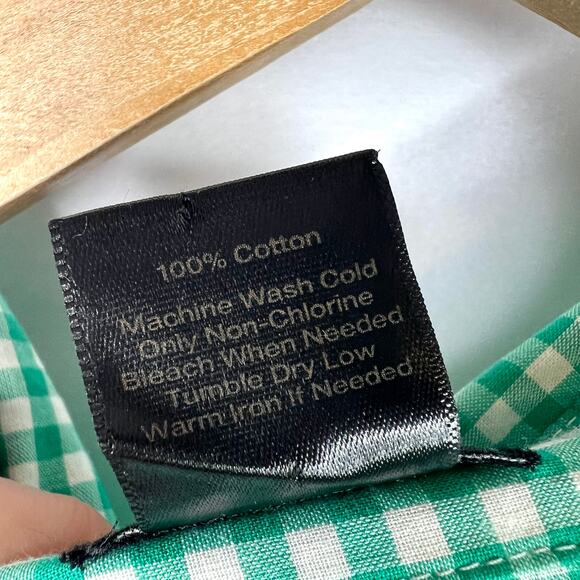 100% Cotton
Machine Wash Cold
Only Non-Chlorine
Bleach When Needed
Tumble Dry Low
Warm Iron If Needed